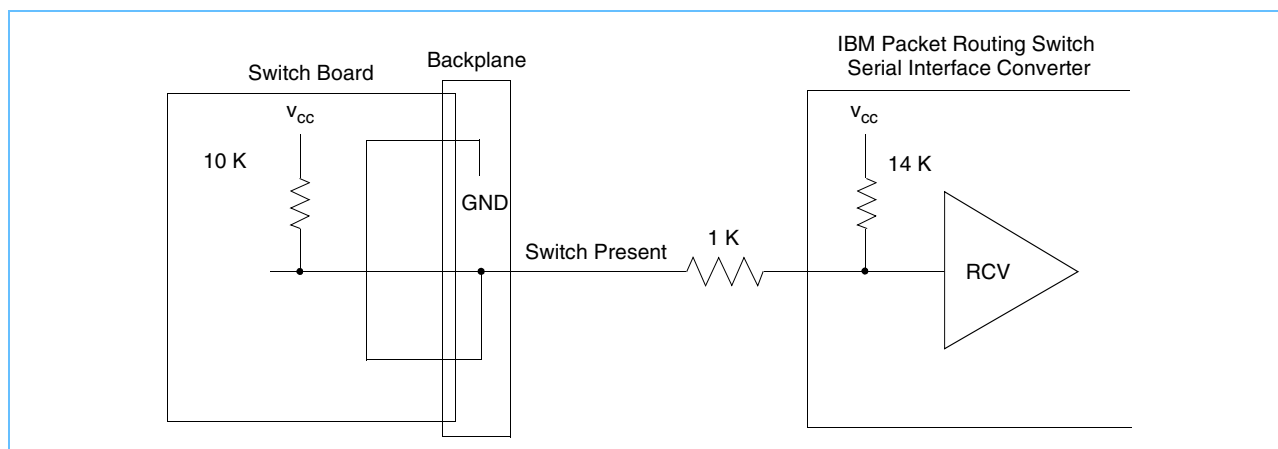 IBM Packet Routing Switch
Serial Interface Converter
Backplane
Switch Board
Vcc
Vcc
10 K
14 K
GND
1 K
Switch Present
RCV